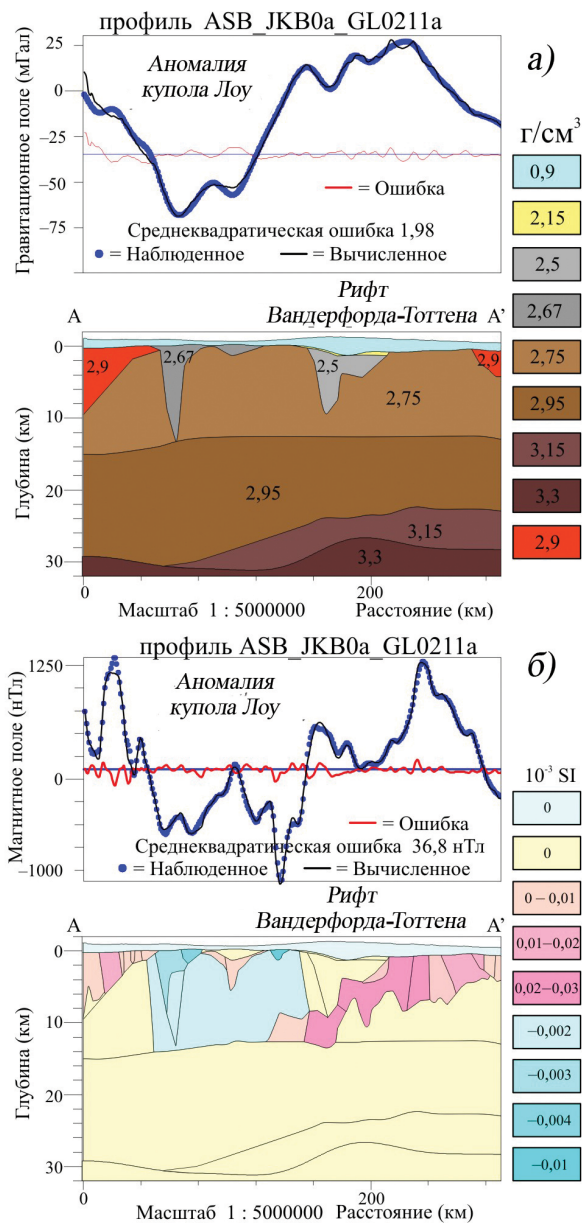 профиль ASB_JKB0a_GL0211a
а)
25
0
−25
−50
−75
Гравитационное поле (мГал)
Аномалия
купола Лоу
= Ошибка
Среднеквадратическая ошибка 1,98
= Наблюденное = Вычисленное
г/см³
0,9
2,15
2,5
2,67
2,75
2,95
3,15
3,3
2,9
Рифт
Вандерфорда-Тоттена
A A'
0
10
20
30
Глубина (км)
2,9
2,67
2,5
2,9
2,75
2,95
3,15
3,3
0 200
Масштаб 1 : 5000000 Расстояние (км)
профиль ASB_JKB0a_GL0211a
б)
1250
0
−1000
Магнитное поле (нТл)
Аномалия
купола Лоу
= Ошибка
Среднеквадратическая ошибка 36,8 нТл
= Наблюденное = Вычисленное
10⁻³ SI
0
0
0−0,01
0,01−0,02
0,02−0,03
−0,002
−0,003
−0,004
−0,01
Рифт
Вандерфорда-Тоттена
A A'
0
10
20
30
Глубина (км)
0 200
Масштаб 1 : 5000000 Расстояние (км)